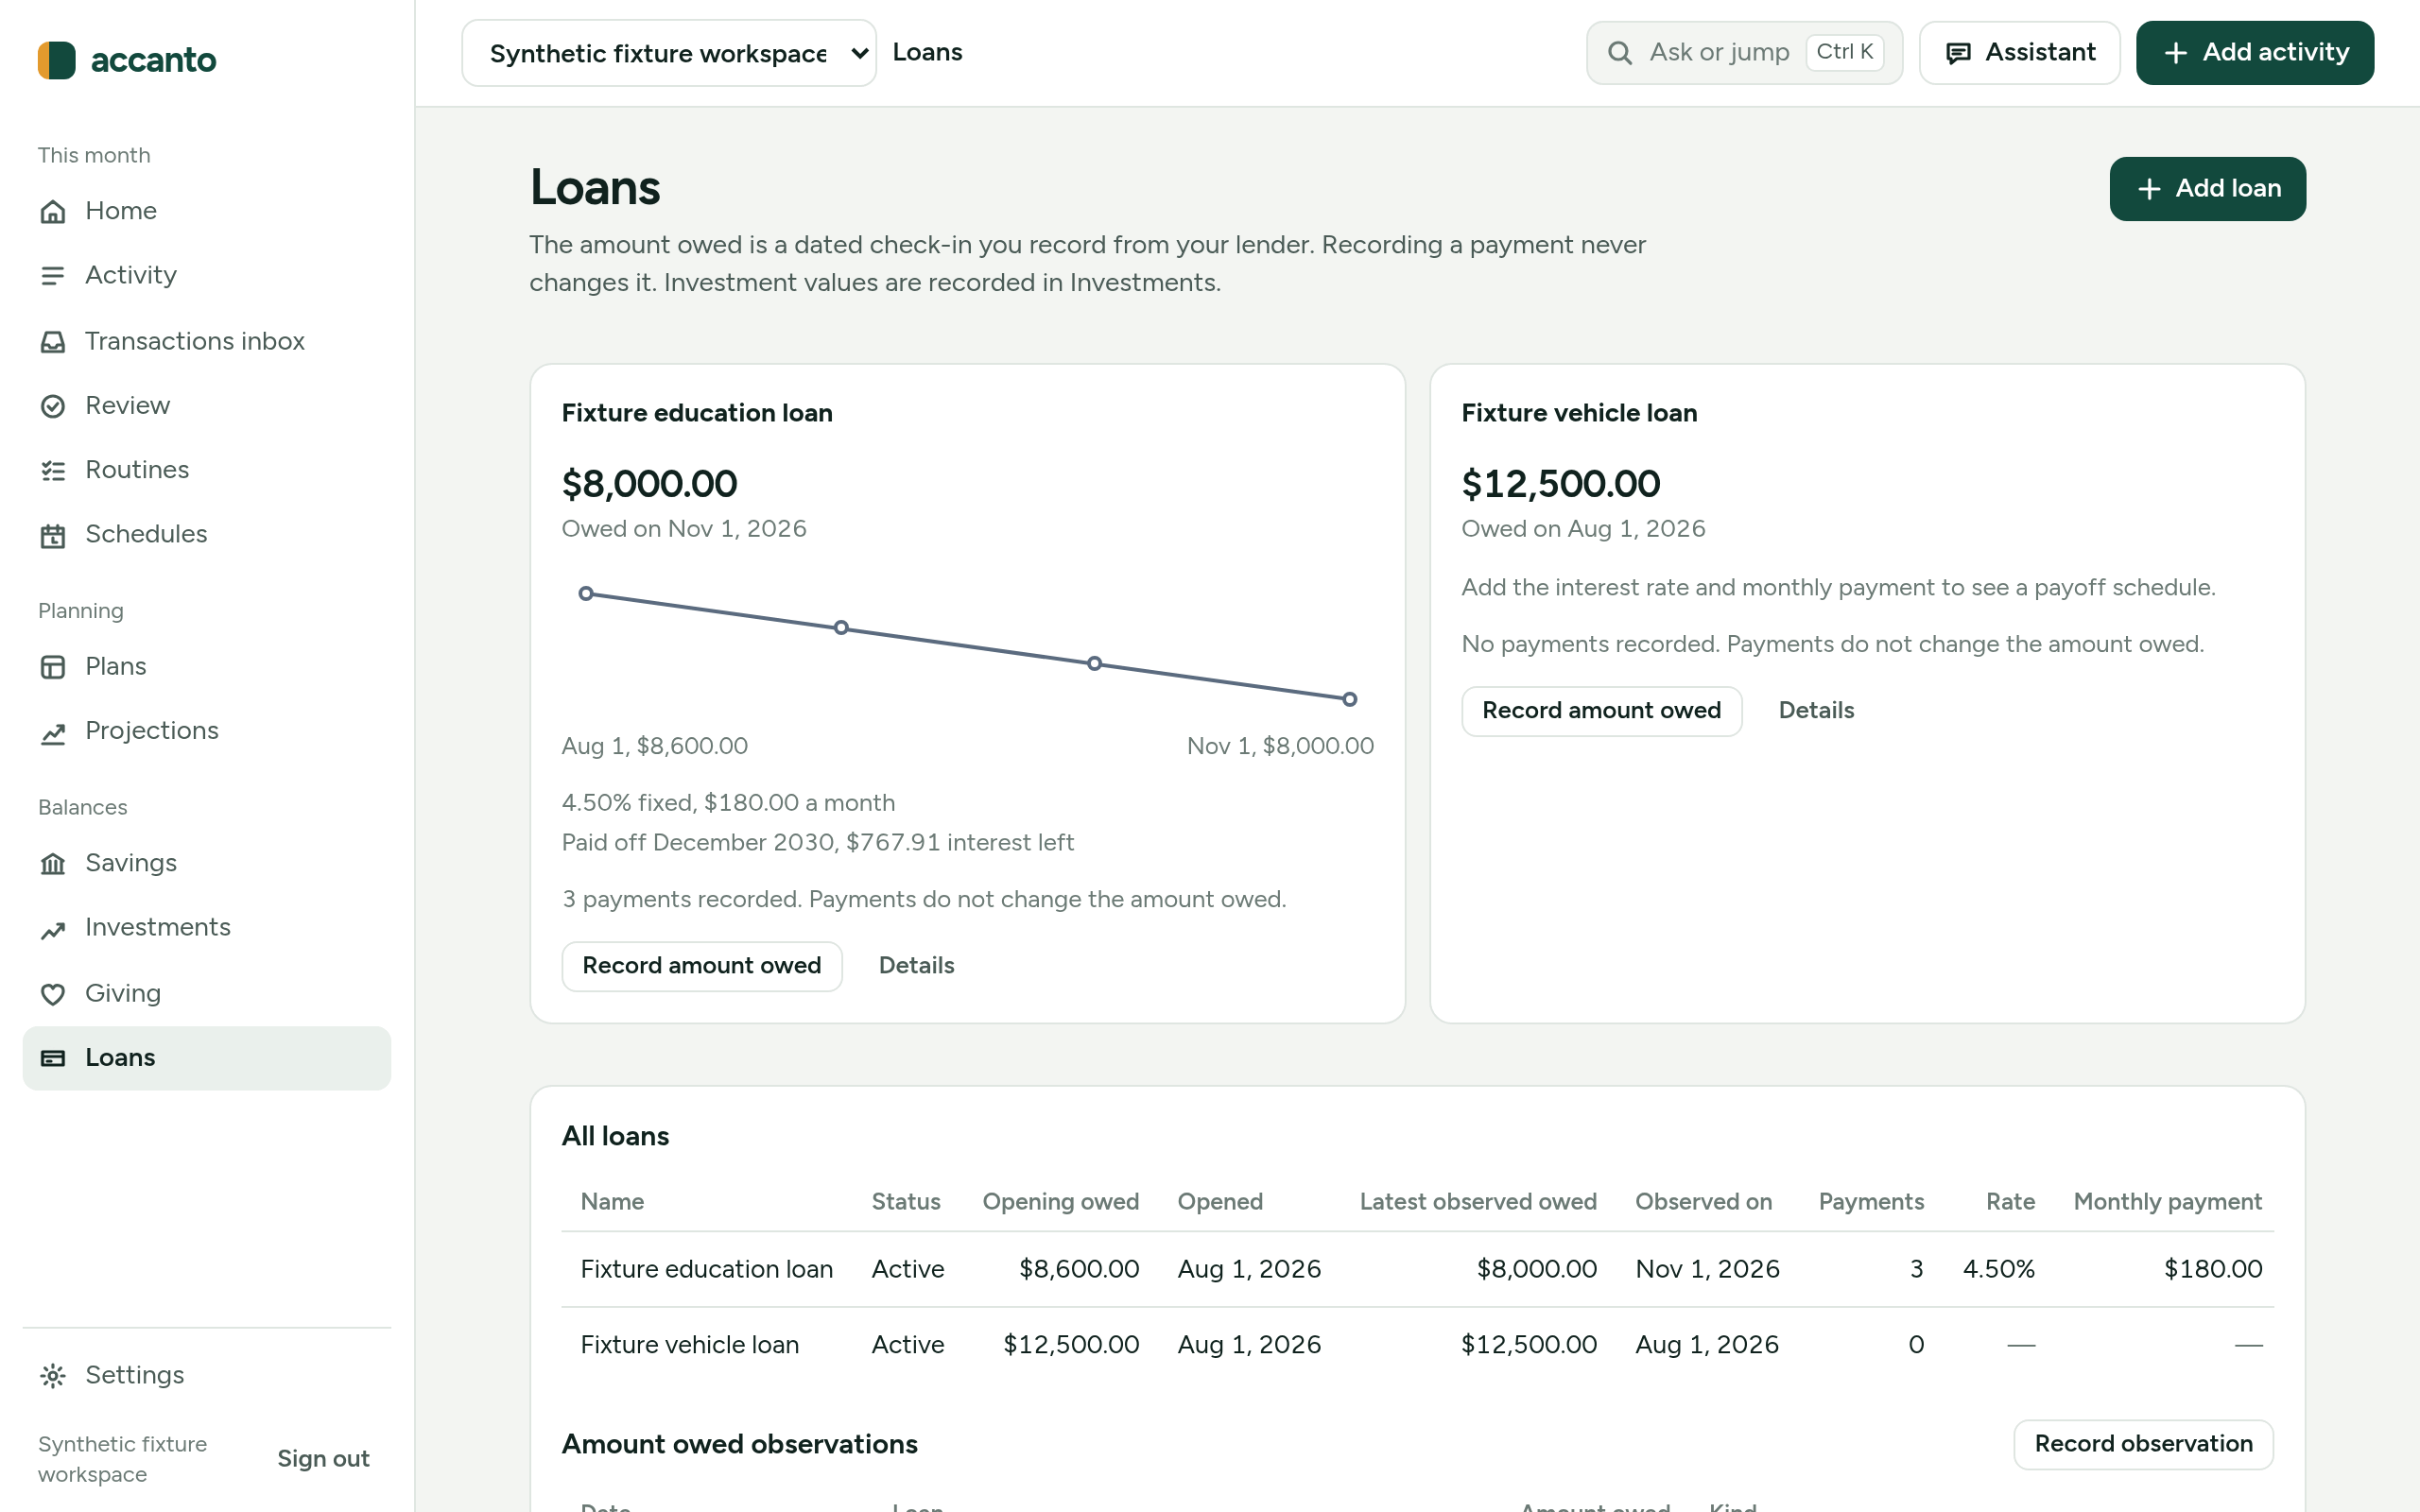 accanto
This month
Home
Activity
Transactions inbox
Review
Routines
Schedules
Planning
Plans
Projections
Balances
Savings
Investments
Giving
Loans
Settings
Synthetic fixture
workspace
Sign out
Synthetic fixture workspace
Loans
Ask or jump
Ctrl K
Assistant
Add activity
Loans
Add loan
The amount owed is a dated check-in you record from your lender. Recording a payment never
changes it. Investment values are recorded in Investments.
Fixture education loan
$8,000.00
Owed on Nov 1, 2026
Aug 1, $8,600.00 Nov 1, $8,000.00
4.50% fixed, $180.00 a month
Paid off December 2030, $767.91 interest left
3 payments recorded. Payments do not change the amount owed.
Record amount owed Details
Fixture vehicle loan
$12,500.00
Owed on Aug 1, 2026
Add the interest rate and monthly payment to see a payoff schedule.
No payments recorded. Payments do not change the amount owed.
Record amount owed Details
All loans
Name Status Opening owed Opened Latest observed owed Observed on Payments Rate Monthly payment
Fixture education loan Active $8,600.00 Aug 1, 2026 $8,000.00 Nov 1, 2026 3 4.50% $180.00
Fixture vehicle loan Active $12,500.00 Aug 1, 2026 $12,500.00 Aug 1, 2026 0 — —
Amount owed observations
Record observation
Date Loan Amount owed Kind